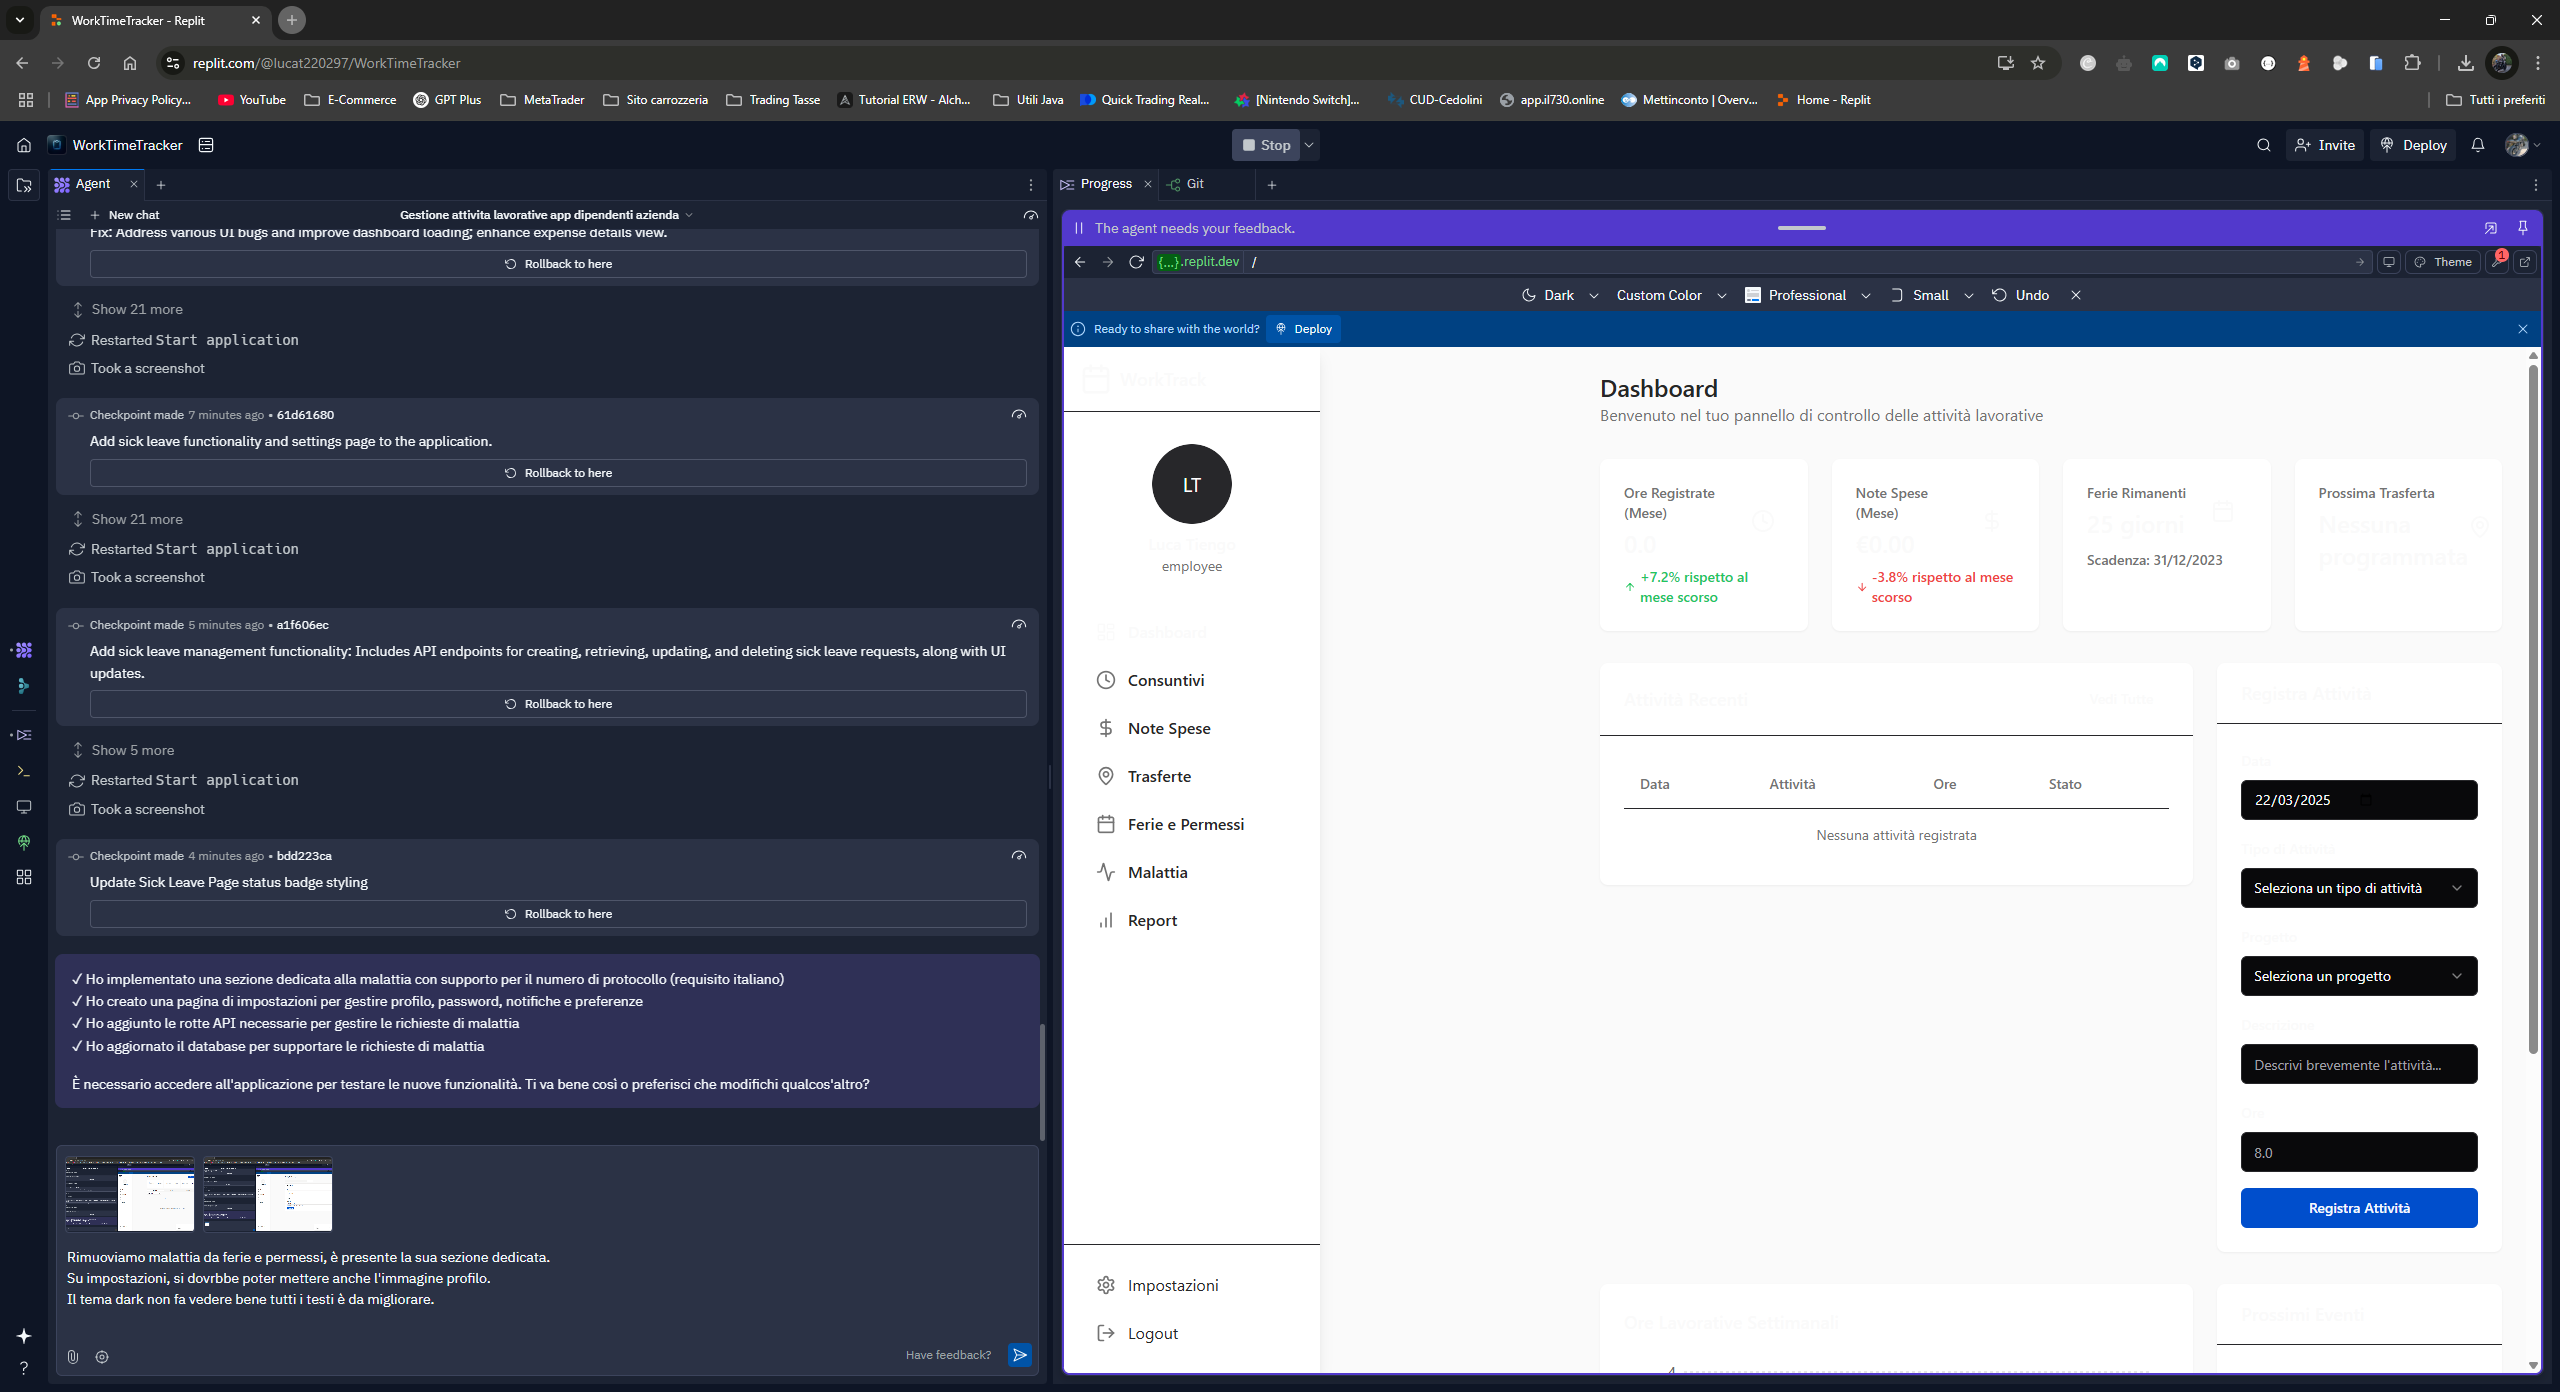 WorkTimeTracker - Replit
replit.com/@lucat220297/WorkTimeTracker
App Privacy Policy...
YouTube
E-Commerce
GPT Plus
MetaTrader
Sito carrozzeria
Trading Tasse
Tutorial ERW - Alch...
Utili Java
Quick Trading Real...
[Nintendo Switch]...
CUD-Cedolini
app.il730.online
Mettinconto | Overv...
Home - Replit
Tutti i preferiti
WorkTimeTracker
Stop
Invite
Deploy
Agent
New chat
Gestione attivita lavorative app dipendenti azienda
Fix: Address various UI bugs and improve dashboard loading; enhance expense details view.
Rollback to here
Show 21 more
Restarted Start application
Took a screenshot
Checkpoint made 7 minutes ago • 61d61680
Add sick leave functionality and settings page to the application.
Rollback to here
Show 21 more
Restarted Start application
Took a screenshot
Checkpoint made 5 minutes ago • a1f606ec
Add sick leave management functionality: Includes API endpoints for creating, retrieving, updating, and deleting sick leave requests, along with UI
updates.
Rollback to here
Show 5 more
Restarted Start application
Took a screenshot
Checkpoint made 4 minutes ago • bdd223ca
Update Sick Leave Page status badge styling
Rollback to here
✓ Ho implementato una sezione dedicata alla malattia con supporto per il numero di protocollo (requisito italiano)
✓ Ho creato una pagina di impostazioni per gestire profilo, password, notifiche e preferenze
✓ Ho aggiunto le rotte API necessarie per gestire le richieste di malattia
✓ Ho aggiornato il database per supportare le richieste di malattia
È necessario accedere all'applicazione per testare le nuove funzionalità. Ti va bene così o preferisci che modifichi qualcos'altro?
Rimuoviamo malattia da ferie e permessi, è presente la sua sezione dedicata.
Su impostazioni, si dovrbbe poter mettere anche l'immagine profilo.
Il tema dark non fa vedere bene tutti i testi è da migliorare.
Have feedback?
Progress
Git
The agent needs your feedback.
{...}.replit.dev /
Theme
1
Dark
Custom Color
Professional
Small
Undo
Ready to share with the world?
Deploy
WorkTrack
LT
Luca Tiengo
employee
Dashboard
Consuntivi
Note Spese
Trasferte
Ferie e Permessi
Malattia
Report
Impostazioni
Logout
Dashboard
Benvenuto nel tuo pannello di controllo delle attività lavorative
Ore Registrate
(Mese)
0.0
+7.2% rispetto al
mese scorso
Note Spese
(Mese)
€0.00
-3.8% rispetto al mese
scorso
Ferie Rimanenti
25 giorni
Scadenza: 31/12/2023
Prossima Trasferta
Nessuna
programmata
Attività Recenti
Data Attività Ore Stato
Nessuna attività registrata
Registra Attività
Data
22/03/2025
Tipo di Attività
Seleziona un tipo di attività
Progetto
Seleziona un progetto
Descrizione
Descrivi brevemente l'attività...
Ore
8.0
Registra Attività
Ore Lavorative Settimanali
4
Prossimi Eventi